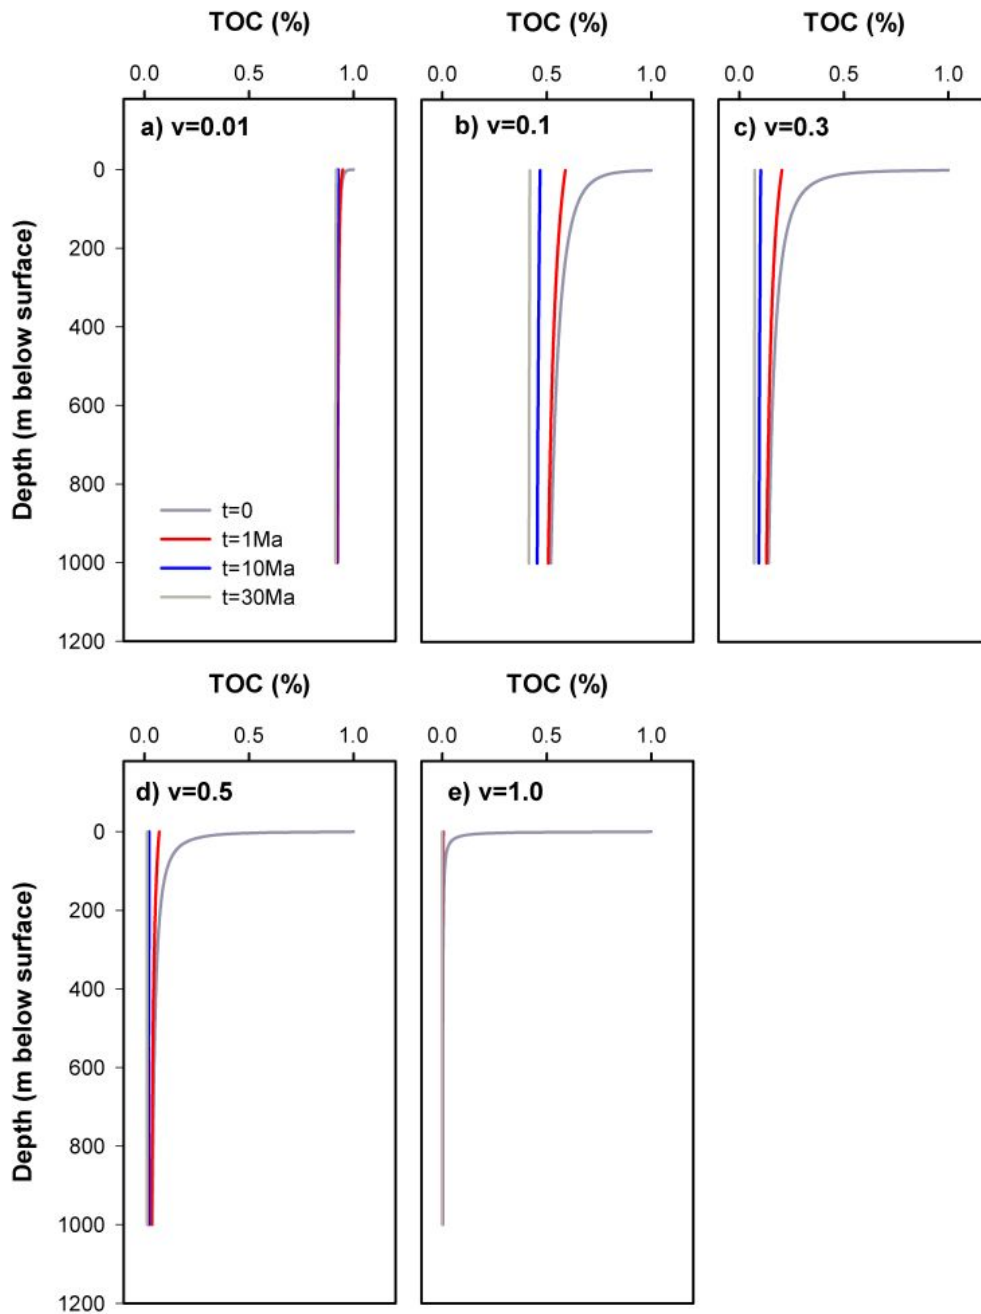 TOC (%) TOC (%) TOC (%)
0.0 0.5 1.0 0.0 0.5 1.0 0.0 0.5 1.0
a) v=0.01 b) v=0.1 c) v=0.3
0
200
400
600
800
1000
1200
Depth (m below surface)
t=0
t=1Ma
t=10Ma
t=30Ma
TOC (%) TOC (%)
0.0 0.5 1.0 0.0 0.5 1.0
d) v=0.5 e) v=1.0
0
200
400
600
800
1000
1200
Depth (m below surface)